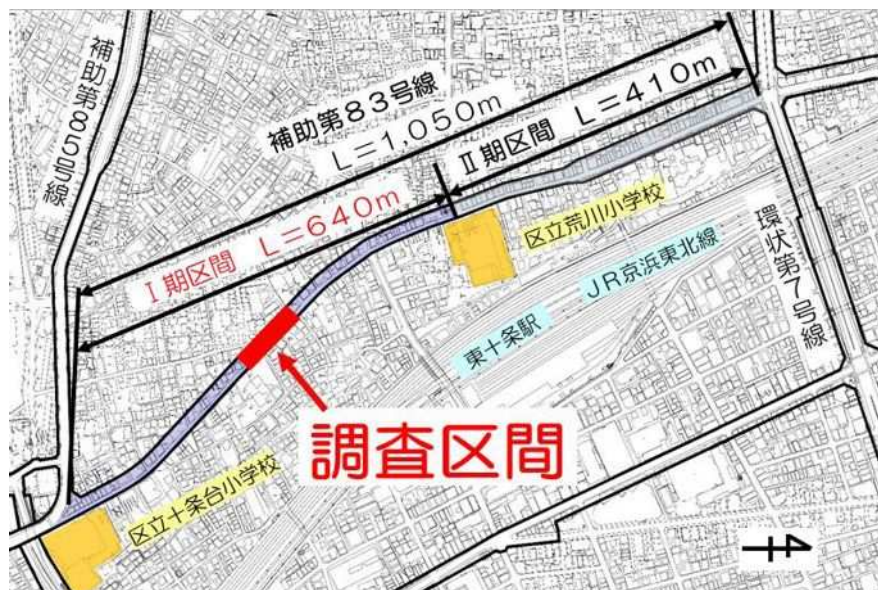 補助第85号線
補助第83号線
L=1,050m
Ⅱ期区間 L=410m
Ⅰ期区間 L=640m
区立荒川小学校
JR京浜東北線
東十条駅
環状第7号線
調査区間
区立十条台小学校